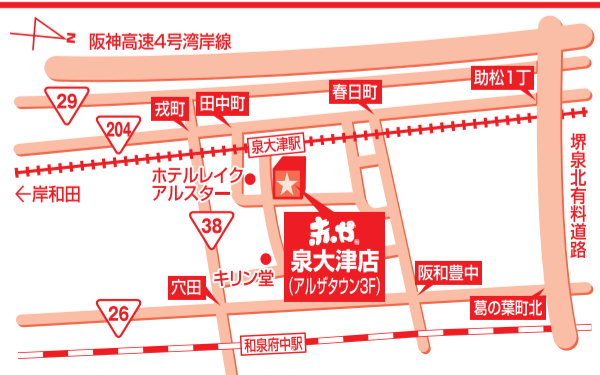 N
阪神高速4号湾岸線
29
戎町
田中町
春日町
助松1丁
204
泉大津駅
←岸和田
ホテルレイク
アルスター
38
堺泉北有料道路
泉大津店
(アルザタウン3F)
キリン堂
穴田
阪和豊中
葛の葉町北
26
和泉府中駅